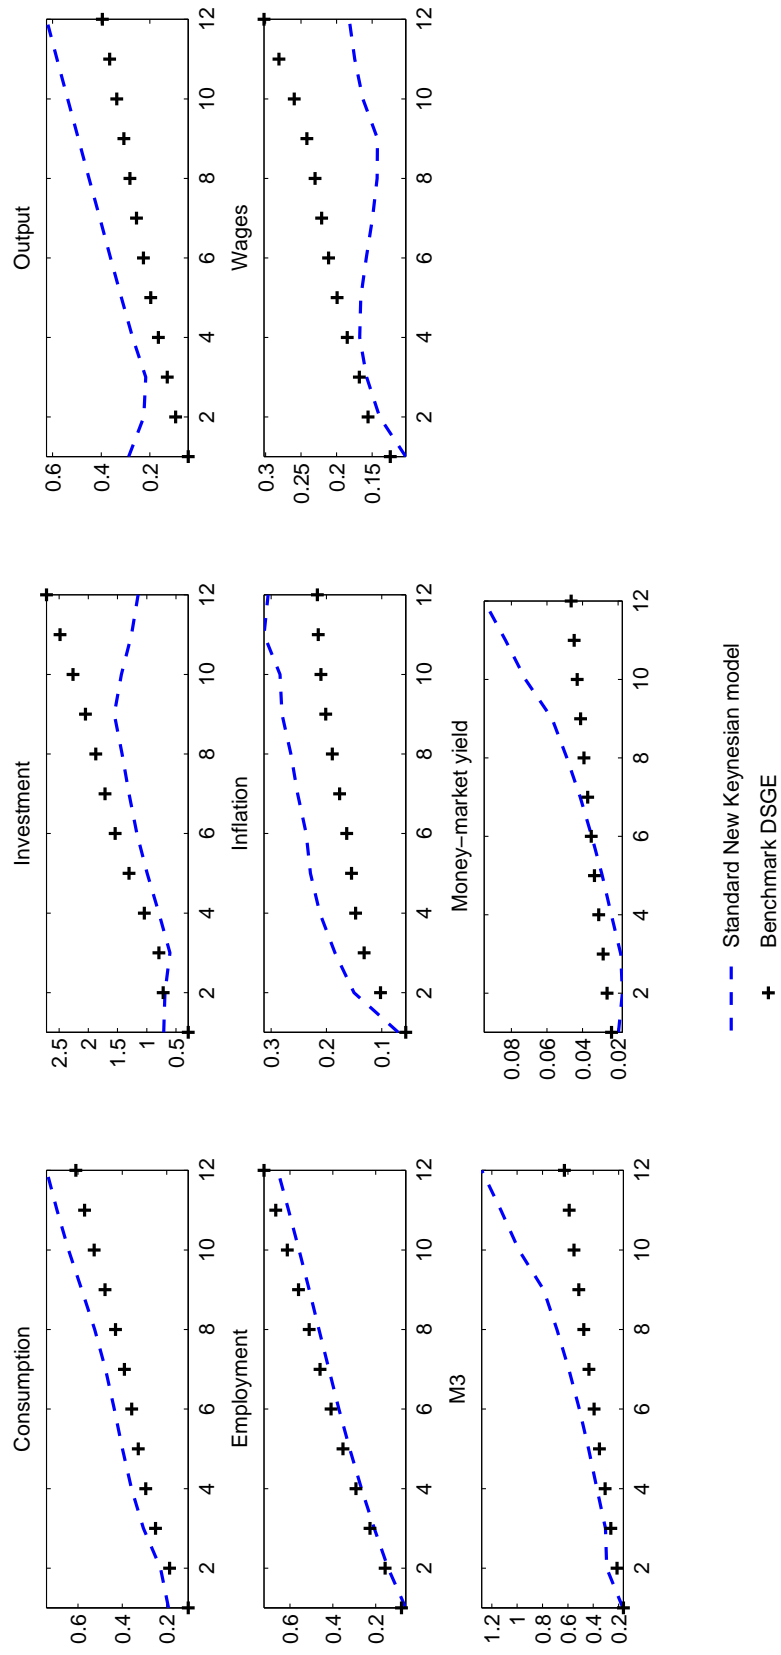 Consumption
0.6
0.4
0.2
2 4 6 8 10 12
Investment
2.5
2
1.5
1
0.5
2 4 6 8 10 12
Output
0.6
0.4
0.2
2 4 6 8 10 12
Employment
0.6
0.4
0.2
2 4 6 8 10 12
Inflation
0.3
0.2
0.1
2 4 6 8 10 12
Wages
0.3
0.25
0.2
0.15
2 4 6 8 10 12
M3
1.2
1
0.8
0.6
0.4
0.2
2 4 6 8 10 12
Money−market yield
0.08
0.06
0.04
0.02
2 4 6 8 10 12
Standard New Keynesian model
Benchmark DSGE